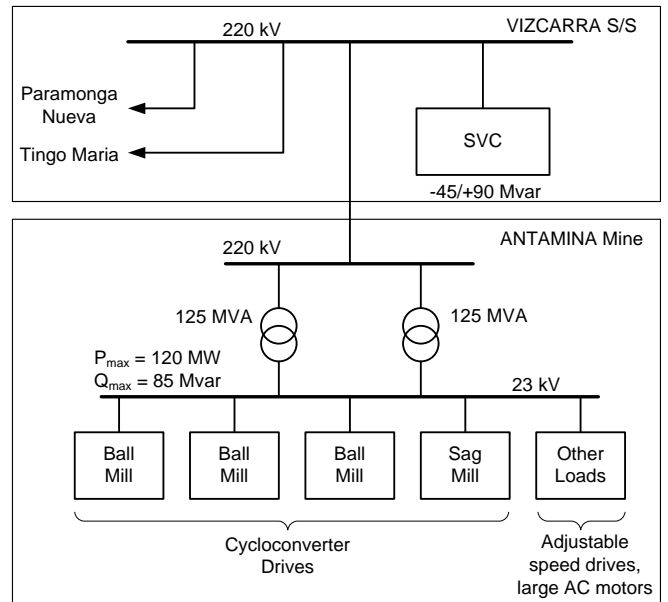 VIZCARRA S/S
220 kV
Paramonga
Nueva
Tingo Maria
SVC
-45/+90 Mvar
ANTAMINA Mine
220 kV
125 MVA
125 MVA
Pmax = 120 MW
Qmax = 85 Mvar
23 kV
Ball
Mill
Ball
Mill
Ball
Mill
Sag
Mill
Other
Loads
Cycloconverter
Drives
Adjustable
speed drives,
large AC motors